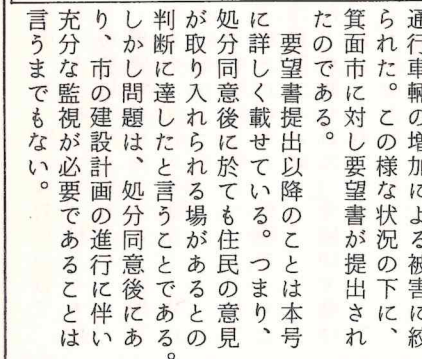 通行車輛の増加による被害に絞
られた。この様な状況の下に、
箕面市に対し要望書が提出され
たのである。
要望書提出以降のことは本号
に詳しく載せている。つまり、
処分同意後に於ても住民の意見
が取り入れられる場があるとの
判断に達したと言うことである。
しかし問題は、処分同意後にあ
り、市の建設計画の進行に伴い
充分な監視が必要であることは
言うまでもない。